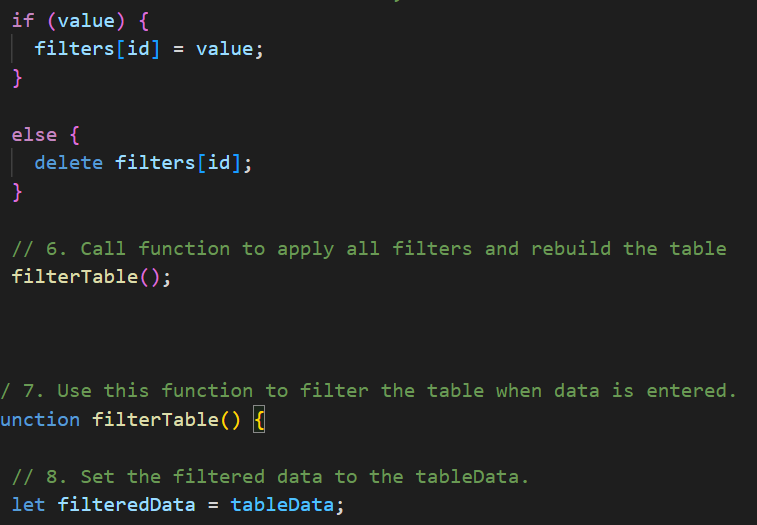 if (value) {
filters[id] = value;
}
else {
delete filters[id];
}
// 6. Call function to apply all filters and rebuild the table
filterTable();
/ 7. Use this function to filter the table when data is entered.
unction filterTable() {
// 8. Set the filtered data to the tableData.
let filteredData = tableData;